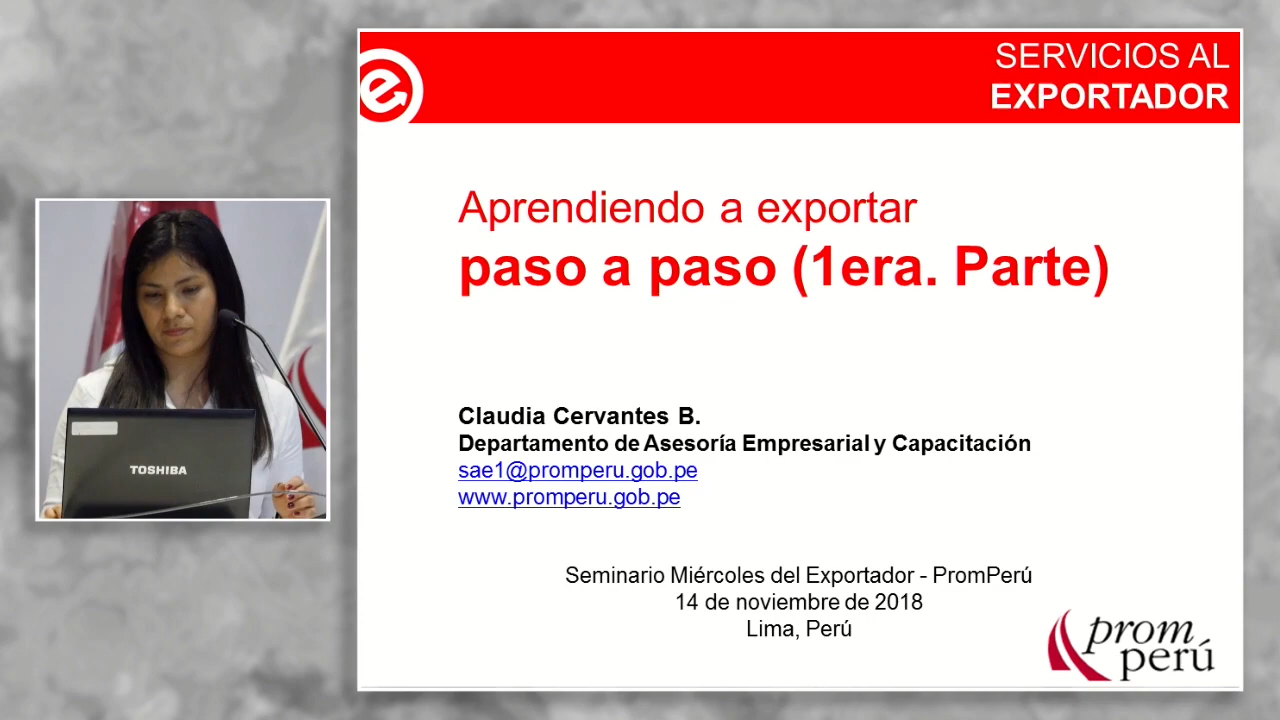 SERVICIOS AL
EXPORTADOR
Aprendiendo a exportar
paso a paso (1era. Parte)
Claudia Cervantes B.
Departamento de Asesoría Empresarial y Capacitación
sae1@promperu.gob.pe
www.promperu.gob.pe
Seminario Miércoles del Exportador - PromPerú
14 de noviembre de 2018
Lima, Perú
prom
perú
TOSHIBA